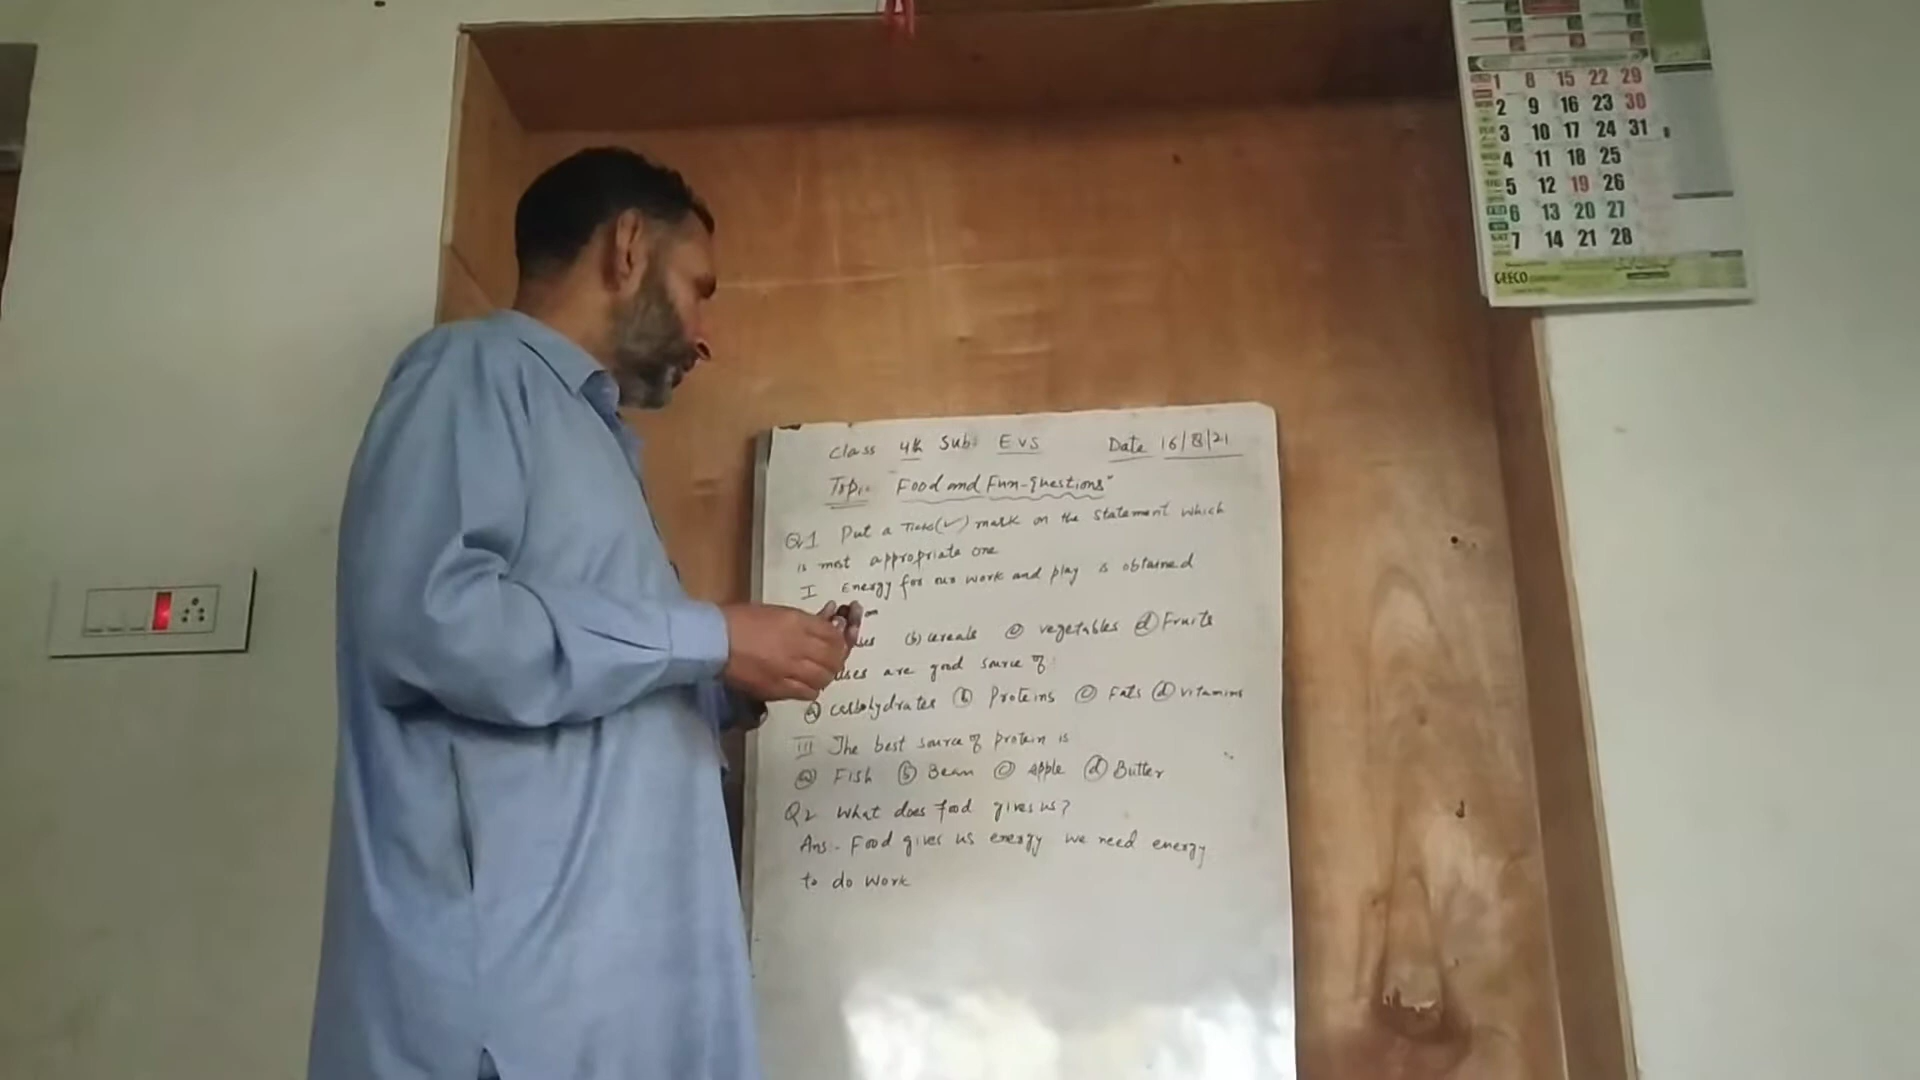 Class 4th Sub: EVS Date 16/8/21
Topic Food and Fun-Questions"
Q1 Put a Tick(✓) mark on the statement which
is most appropriate one
I Energy for our work and play is obtained
(b) cereals (c) vegetables (d) Fruits
are good source of:
(a) carbohydrates (b) Proteins (c) Fats (d) vitamins
III The best source of protein is
(a) Fish (b) Bean (c) Apple (d) Butter
Q2 What does food gives us?
Ans:- Food gives us energy we need energy
to do work
1 8 15 22 29
2 9 16 23 30
3 10 17 24 31
4 11 18 25
5 12 19 26
6 13 20 27
7 14 21 28
GEECO